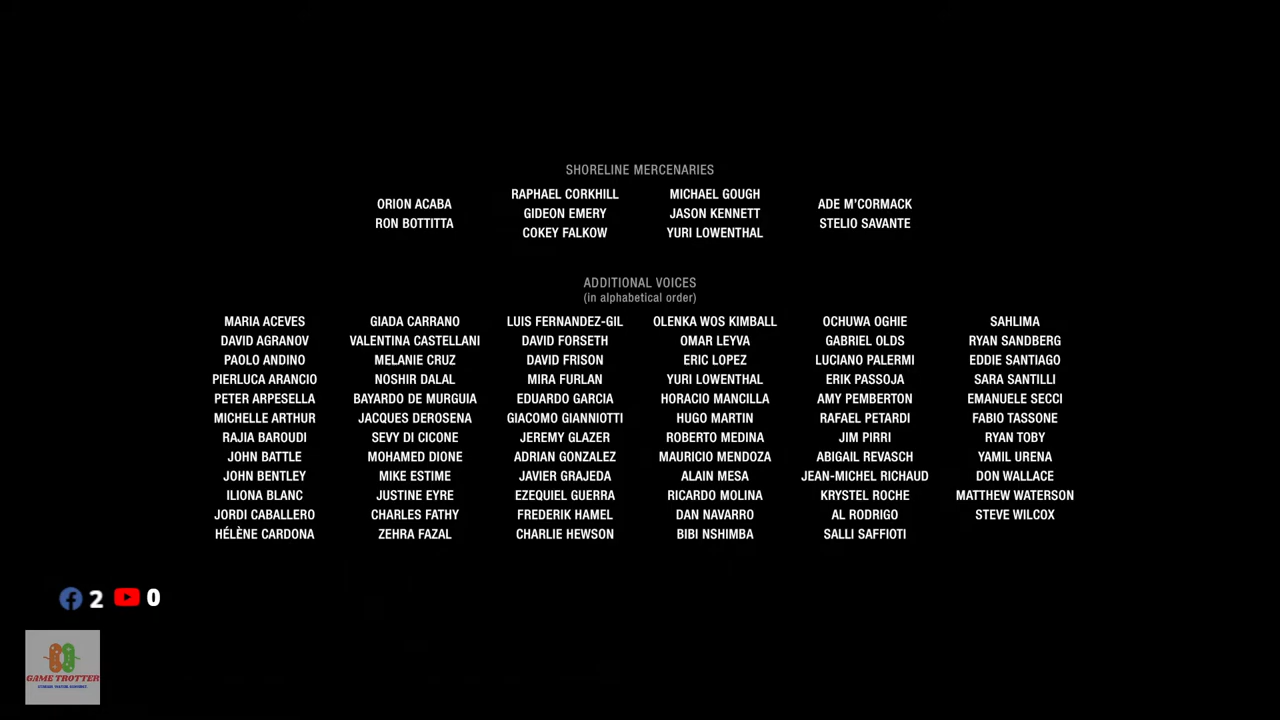 SHORELINE MERCENARIES
ORION ACABA
RON BOTTITTA
RAPHAEL CORKHILL
GIDEON EMERY
COKEY FALKOW
MICHAEL GOUGH
JASON KENNETT
YURI LOWENTHAL
ADE M'CORMACK
STELIO SAVANTE
ADDITIONAL VOICES
(in alphabetical order)
MARIA ACEVES
DAVID AGRANOV
PAOLO ANDINO
PIERLUCA ARANCIO
PETER ARPESELLA
MICHELLE ARTHUR
RAJIA BAROUDI
JOHN BATTLE
JOHN BENTLEY
ILIONA BLANC
JORDI CABALLERO
HÉLÈNE CARDONA
GIADA CARRANO
VALENTINA CASTELLANI
MELANIE CRUZ
NOSHIR DALAL
BAYARDO DE MURGUIA
JACQUES DEROSENA
SEVY DI CICONE
MOHAMED DIONE
MIKE ESTIME
JUSTINE EYRE
CHARLES FATHY
ZEHRA FAZAL
LUIS FERNANDEZ-GIL
DAVID FORSETH
DAVID FRISON
MIRA FURLAN
EDUARDO GARCIA
GIACOMO GIANNIOTTI
JEREMY GLAZER
ADRIAN GONZALEZ
JAVIER GRAJEDA
EZEQUIEL GUERRA
FREDERIK HAMEL
CHARLIE HEWSON
OLENKA WOS KIMBALL
OMAR LEYVA
ERIC LOPEZ
YURI LOWENTHAL
HORACIO MANCILLA
HUGO MARTIN
ROBERTO MEDINA
MAURICIO MENDOZA
ALAIN MESA
RICARDO MOLINA
DAN NAVARRO
BIBI NSHIMBA
OCHUWA OGHIE
GABRIEL OLDS
LUCIANO PALERMI
ERIK PASSOJA
AMY PEMBERTON
RAFAEL PETARDI
JIM PIRRI
ABIGAIL REVASCH
JEAN-MICHEL RICHAUD
KRYSTEL ROCHE
AL RODRIGO
SALLI SAFFIOTI
SAHLIMA
RYAN SANDBERG
EDDIE SANTIAGO
SARA SANTILLI
EMANUELE SECCI
FABIO TASSONE
RYAN TOBY
YAMIL URENA
DON WALLACE
MATTHEW WATERSON
STEVE WILCOX
2 0
GAME TROTTER